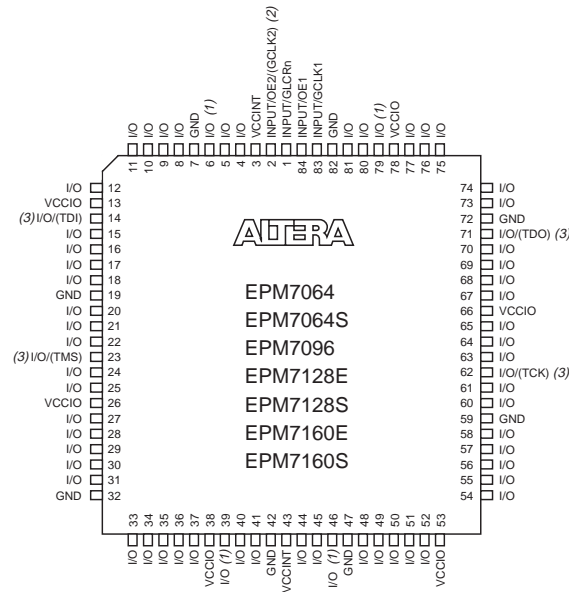 I/O
I/O
I/O
I/O
GND
I/O (1)
I/O
I/O
VCCINT
INPUT/OE2/(GCLK2) (2)
INPUT/GLCRn
INPUT/OE1
INPUT/GCLK1
GND
I/O
I/O
I/O (1)
VCCIO
I/O
I/O
I/O
11 10 9 8 7 6 5 4 3 2 1 84 83 82 81 80 79 78 77 76 75
I/O 12
VCCIO 13
(3) I/O/(TDI) 14
I/O 15
I/O 16
I/O 17
I/O 18
GND 19
I/O 20
I/O 21
I/O 22
(3) I/O/(TMS) 23
I/O 24
I/O 25
VCCIO 26
I/O 27
I/O 28
I/O 29
I/O 30
I/O 31
GND 32
ALTERA
EPM7064
EPM7064S
EPM7096
EPM7128E
EPM7128S
EPM7160E
EPM7160S
74 I/O
73 I/O
72 GND
71 I/O/(TDO) (3)
70 I/O
69 I/O
68 I/O
67 I/O
66 VCCIO
65 I/O
64 I/O
63 I/O
62 I/O/(TCK) (3)
61 I/O
60 I/O
59 GND
58 I/O
57 I/O
56 I/O
55 I/O
54 I/O
33 34 35 36 37 38 39 40 41 42 43 44 45 46 47 48 49 50 51 52 53
I/O
I/O
I/O
I/O
I/O
VCCIO
I/O (1)
I/O
I/O
GND
VCCINT
I/O
I/O
I/O (1)
GND
I/O
I/O
I/O
I/O
I/O
VCCIO